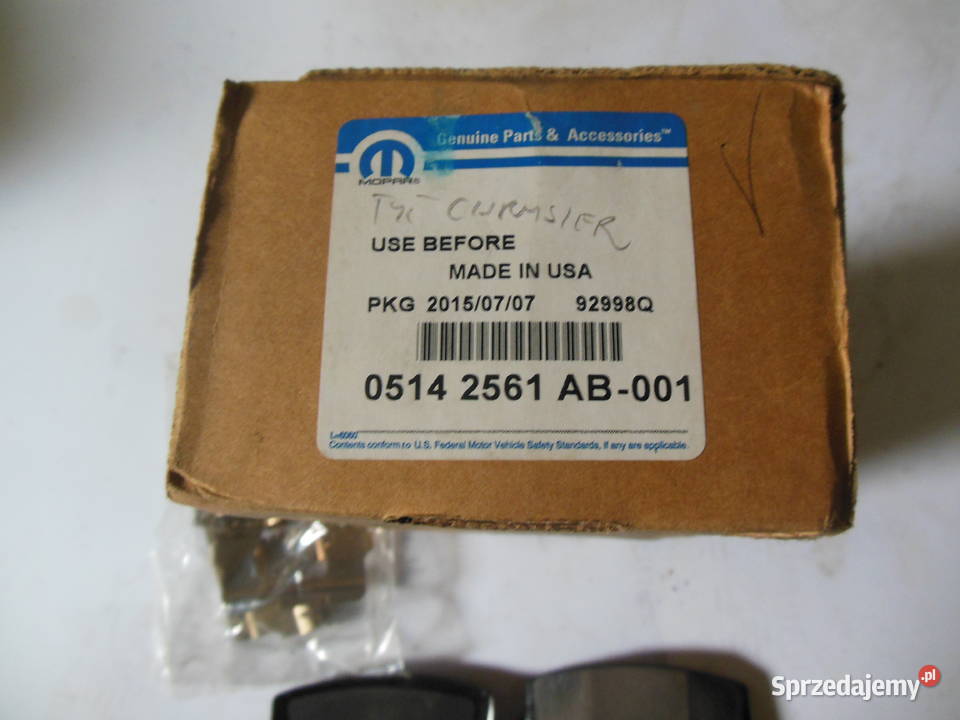 Genuine Parts & Accessories™
MOPAR®
TYŁ CHRYSLER
USE BEFORE
MADE IN USA
PKG 2015/07/07 92998Q
0514 2561 AB-001
L-6060
Contents conform to U.S. Federal Motor Vehicle Safety Standards, if any are applicable.
Sprzedajemy.pl